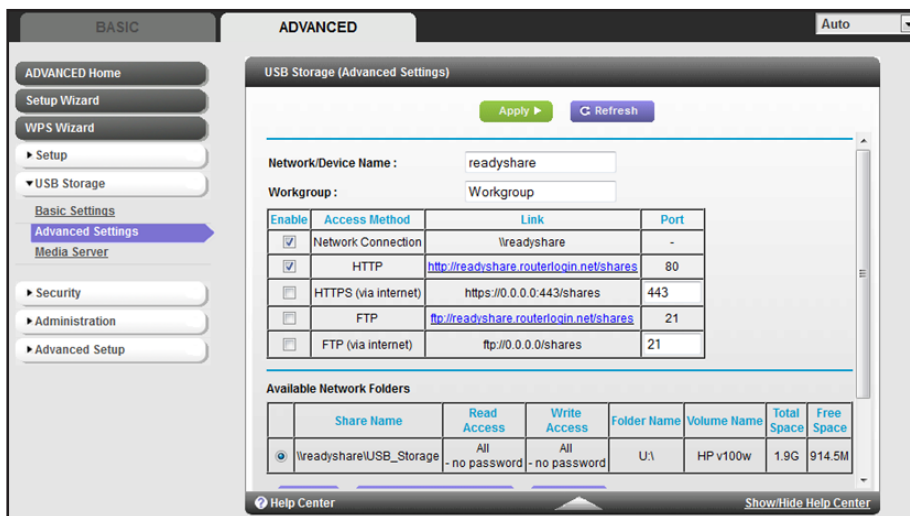 BASIC
ADVANCED
Auto
ADVANCED Home
Setup Wizard
WPS Wizard
Setup
USB Storage
Basic Settings
Advanced Settings
Media Server
Security
Administration
Advanced Setup
USB Storage (Advanced Settings)
Apply
Refresh
Network/Device Name : readyshare
Workgroup : Workgroup
Enable Access Method Link Port
Network Connection \\readyshare -
HTTP http://readyshare.routerlogin.net/shares 80
HTTPS (via internet) https://0.0.0.0:443/shares 443
FTP ftp://readyshare.routerlogin.net/shares 21
FTP (via internet) ftp://0.0.0.0/shares 21
Available Network Folders
Share Name Read Access Write Access Folder Name Volume Name Total Space Free Space
\\readyshare\USB_Storage All - no password All - no password U:\ HP v100w 1.9G 914.5M
Help Center
Show/Hide Help Center